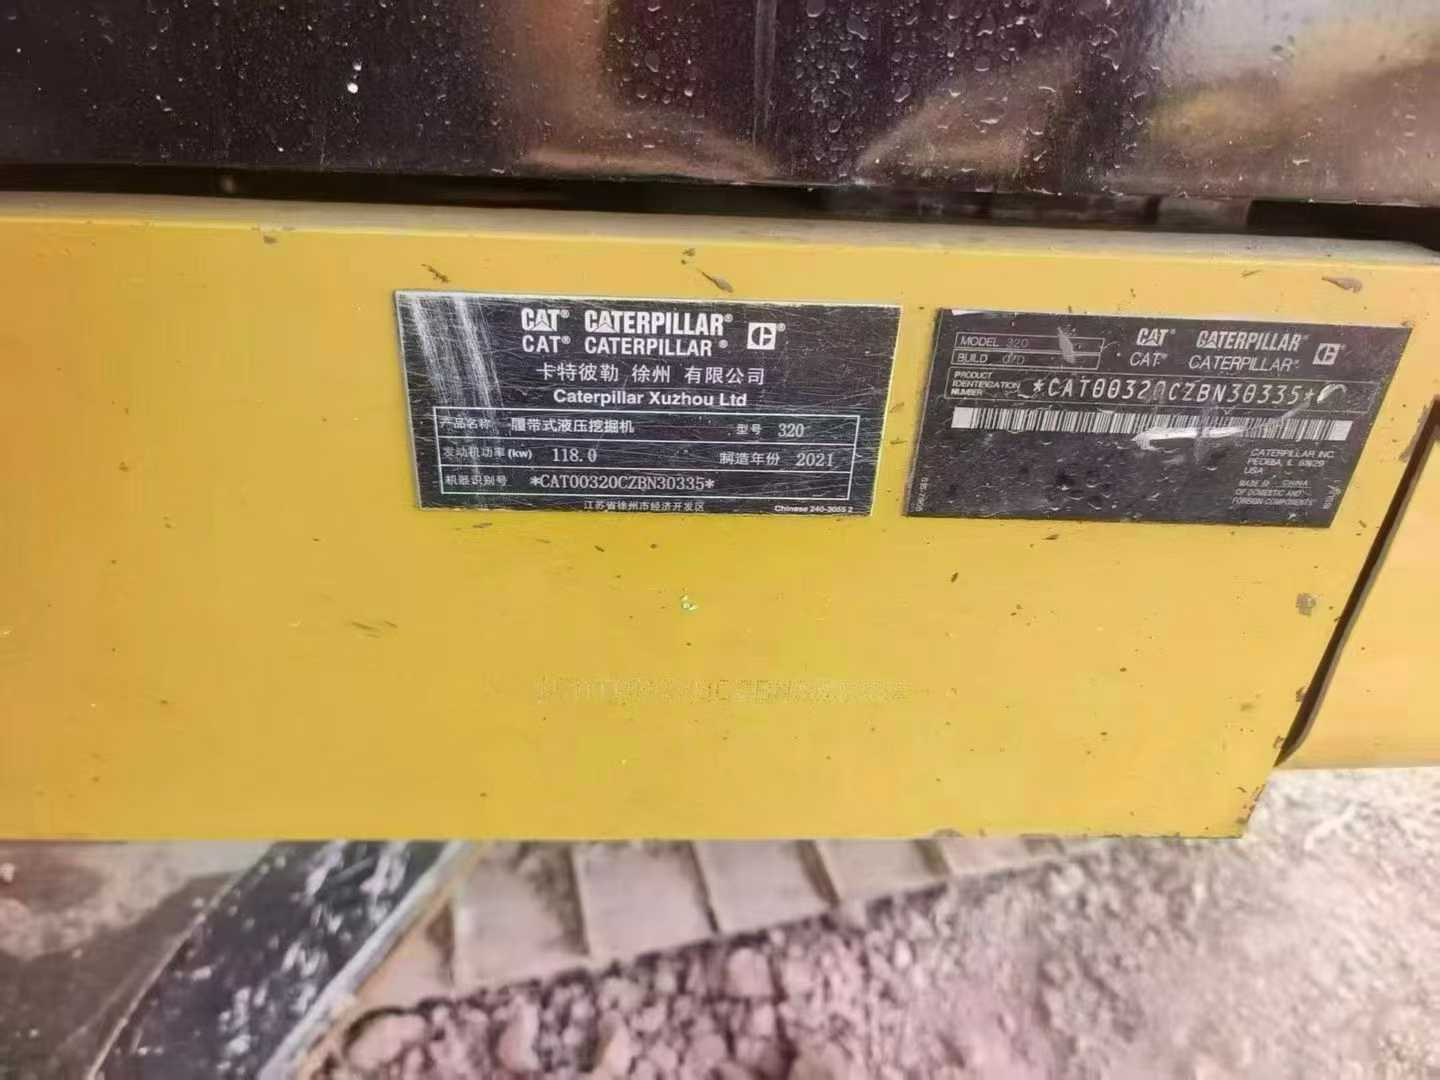 CAT® CATERPILLAR®
CAT® CATERPILLAR®
卡特彼勒 徐州 有限公司
Caterpillar Xuzhou Ltd
产品名称 履带式液压挖掘机 型号 320
发动机功率(kw) 118.0 制造年份 2021
机器识别号 *CAT00320CZBN30335*
江苏省徐州市经济开发区 Chinese 240-3055 2
CAT® CATERPILLAR®
CAT® CATERPILLAR®
MODEL 320
BUILD 07D
PRODUCT
IDENTIFICATION
NUMBER
*CAT00320CZBN30335*
CATERPILLAR INC.
PEORIA, IL 61629
USA
MADE IN CHINA
OF DOMESTIC AND
FOREIGN COMPONENTS